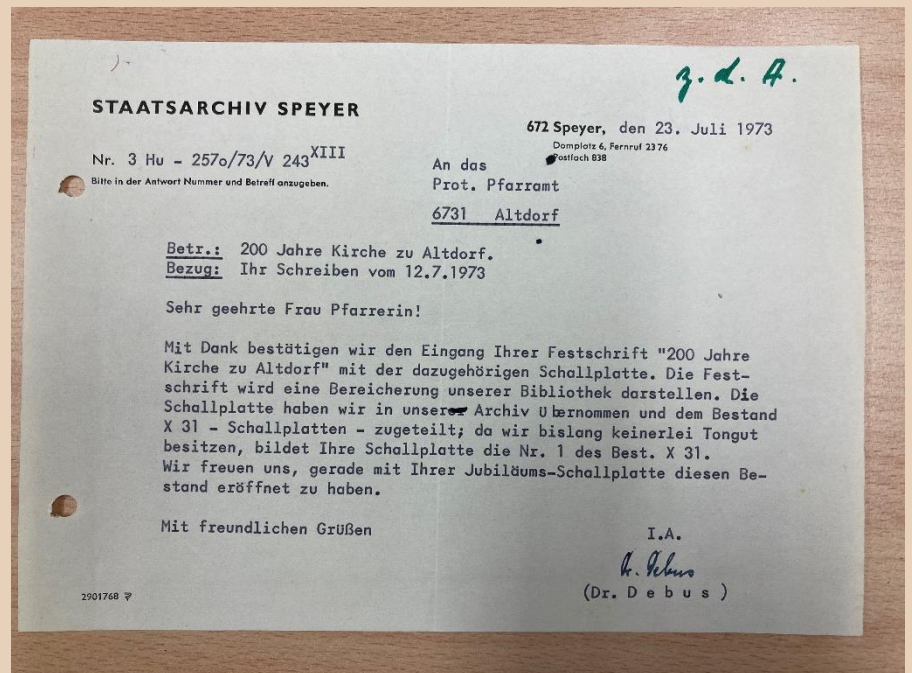 z. d. A.
STAATSARCHIV SPEYER
672 Speyer, den 23. Juli 1973
Domplatz 6, Fernruf 23 76
Postfach 838
Nr. 3 Hu - 257o/73/V 243 XIII
Bitte in der Antwort Nummer und Betreff anzugeben.
An das
Prot. Pfarramt
6731 Altdorf
Betr.: 200 Jahre Kirche zu Altdorf.
Bezug: Ihr Schreiben vom 12.7.1973
Sehr geehrte Frau Pfarrerin!
Mit Dank bestätigen wir den Eingang Ihrer Festschrift "200 Jahre
Kirche zu Altdorf" mit der dazugehörigen Schallplatte. Die Fest-
schrift wird eine Bereicherung unserer Bibliothek darstellen. Die
Schallplatte haben wir in unser Archiv Übernommen und dem Bestand
X 31 - Schallplatten - zugeteilt; da wir bislang keinerlei Tongut
besitzen, bildet Ihre Schallplatte die Nr. 1 des Best. X 31.
Wir freuen uns, gerade mit Ihrer Jubiläums-Schallplatte diesen Be-
stand eröffnet zu haben.
Mit freundlichen Grüßen
I.A.
Dr. Debus
(Dr. D e b u s )
2901768